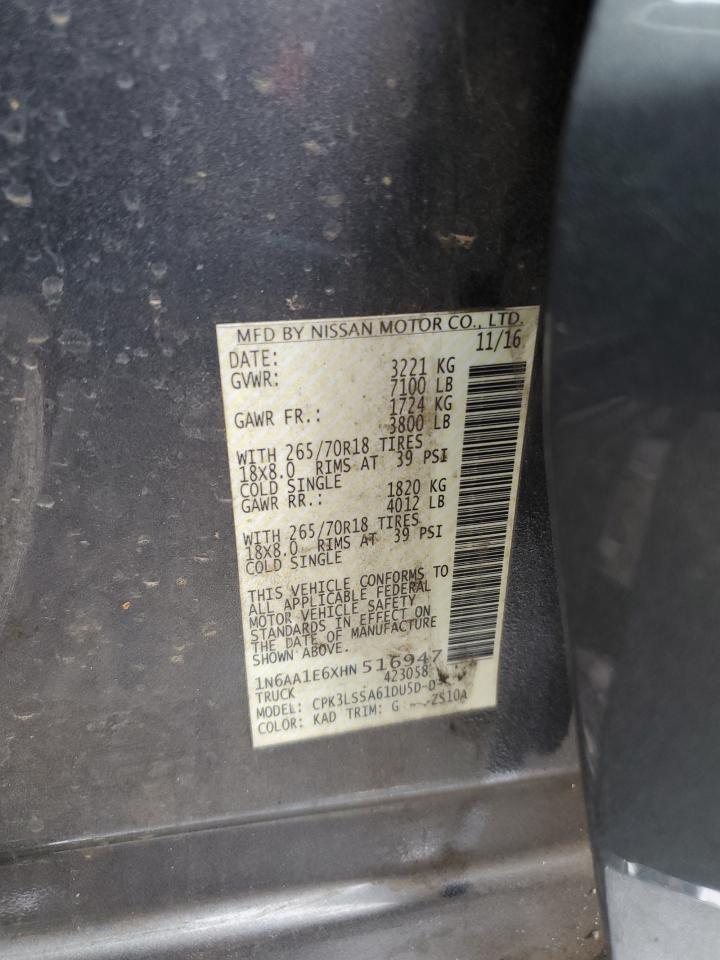 MFD BY NISSAN MOTOR CO., LTD.
DATE: 11/16
GVWR: 3221 KG
7100 LB
GAWR FR.: 1724 KG
3800 LB
WITH 265/70R18 TIRES
18X8.0 RIMS AT 39 PSI
COLD SINGLE
GAWR RR.: 1820 KG
4012 LB
WITH 265/70R18 TIRES
18X8.0 RIMS AT 39 PSI
COLD SINGLE
THIS VEHICLE CONFORMS TO
ALL APPLICABLE FEDERAL
MOTOR VEHICLE SAFETY
STANDARDS IN EFFECT ON
THE DATE OF MANUFACTURE
SHOWN ABOVE.
1N6AA1E6XHN516947
TRUCK 423058
MODEL: CPK3LSSA61DU5D-D
COLOR: KAD TRIM: G